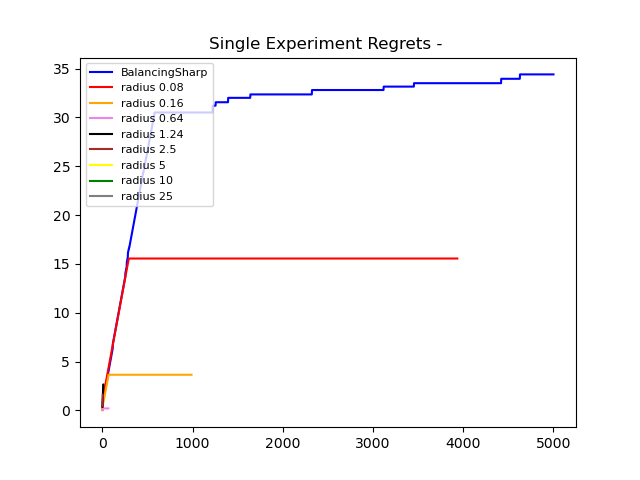 Single Experiment Regrets -
35
30
25
20
15
10
5
0
BalancingSharp
radius 0.08
radius 0.16
radius 0.64
radius 1.24
radius 2.5
radius 5
radius 10
radius 25
0 1000 2000 3000 4000 5000